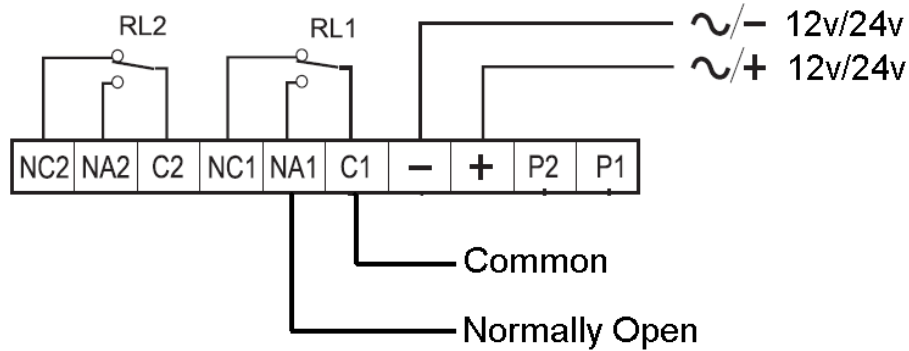 RL2
RL1
∿/− 12v/24v
∿/+ 12v/24v
NC2 NA2 C2 NC1 NA1 C1 − + P2 P1
Common
Normally Open